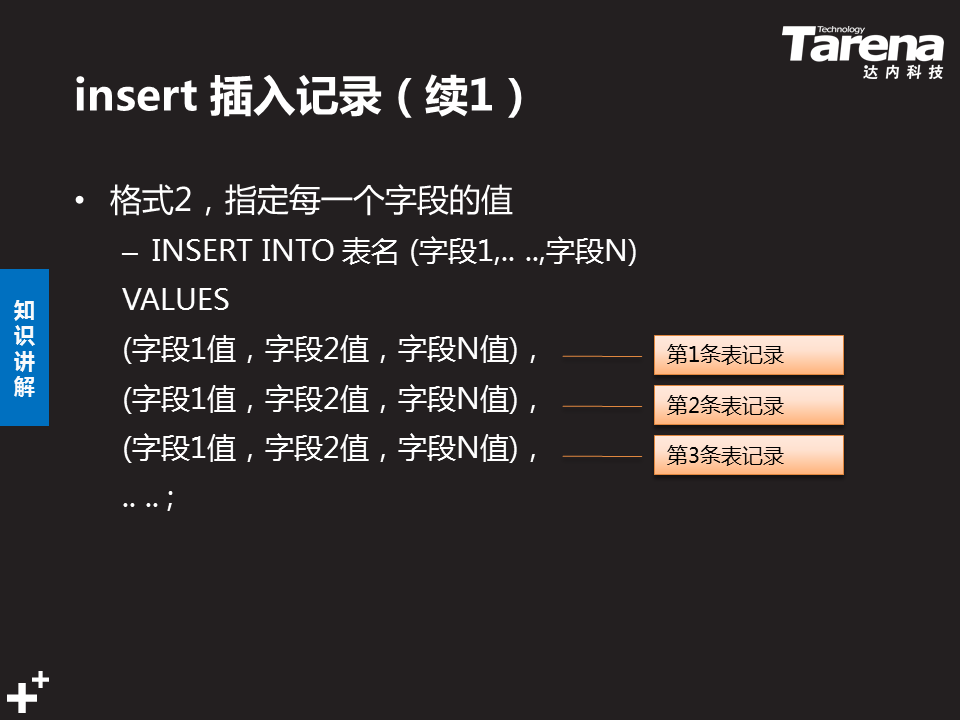 Technology
Tarena
达内科技
insert 插入记录（续1）
• 格式2，指定每一个字段的值
– INSERT INTO 表名 (字段1,.. ..,字段N)
VALUES
(字段1值，字段2值，字段N值)，
第1条表记录
(字段1值，字段2值，字段N值)，
第2条表记录
(字段1值，字段2值，字段N值)，
第3条表记录
.. .. ;
知
识
讲
解